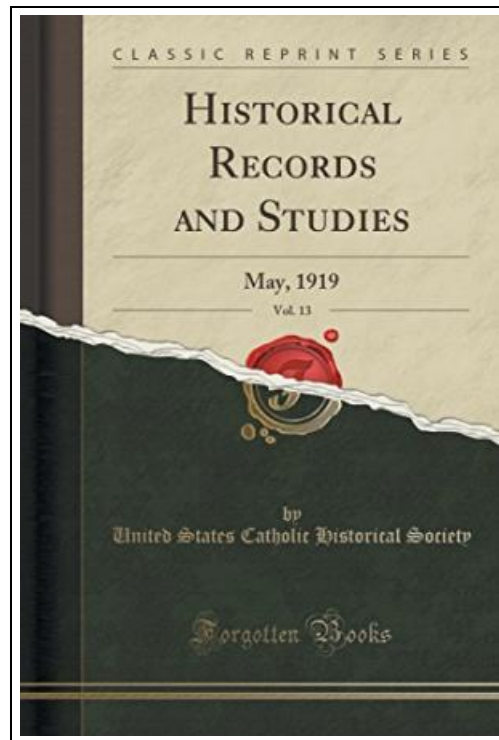 CLASSIC REPRINT SERIES
HISTORICAL
RECORDS
AND STUDIES
May, 1919
Vol. 13
by
United States Catholic Historical Society
Forgotten Books